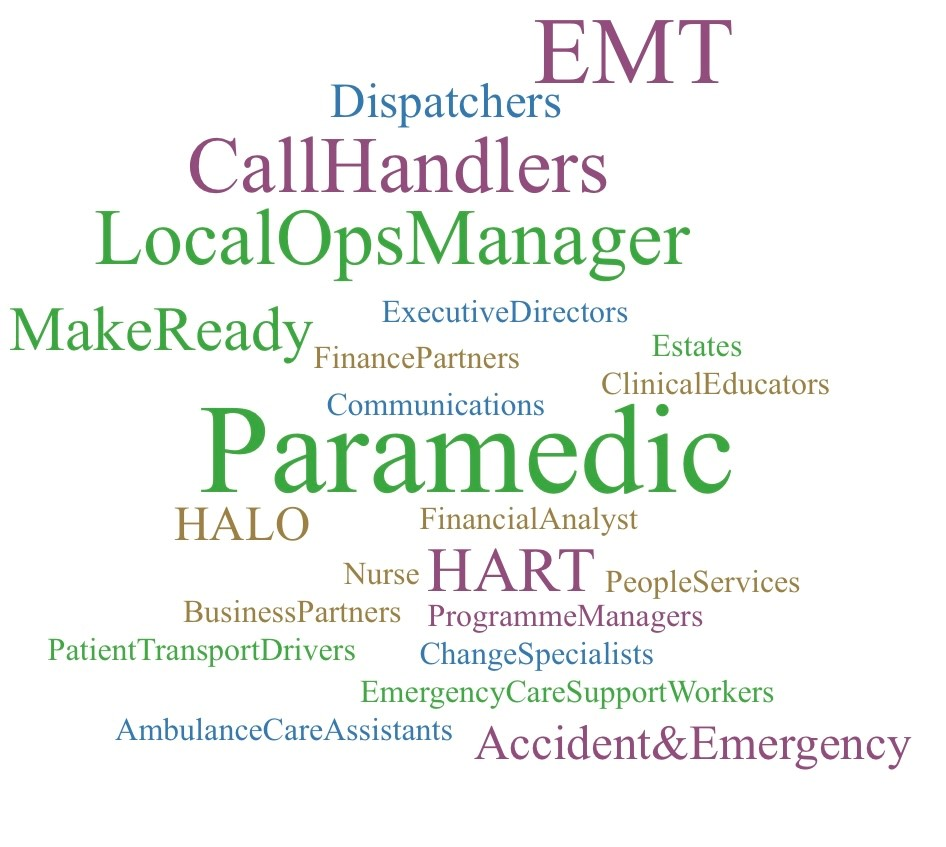 EMT
Dispatchers
CallHandlers
LocalOpsManager
ExecutiveDirectors
MakeReady
Estates
FinancePartners
ClinicalEducators
Communications
Paramedic
HALO
FinancialAnalyst
Nurse HART PeopleServices
BusinessPartners
ProgrammeManagers
PatientTransportDrivers
ChangeSpecialists
EmergencyCareSupportWorkers
AmbulanceCareAssistants
Accident&Emergency